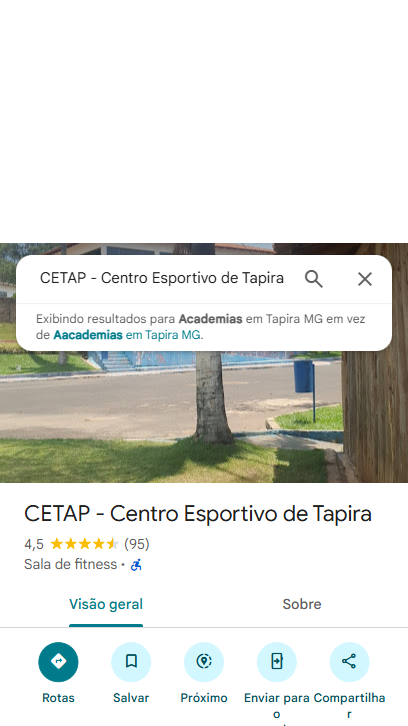 CETAP - Centro Esportivo de Tapira
Exibindo resultados para Academias em Tapira MG em vez
de Aacademias em Tapira MG.
CETAP - Centro Esportivo de Tapira
4,5 (95)
Sala de fitness ·
Visão geral Sobre
Rotas Salvar Próximo Enviar para Compartilha
o r